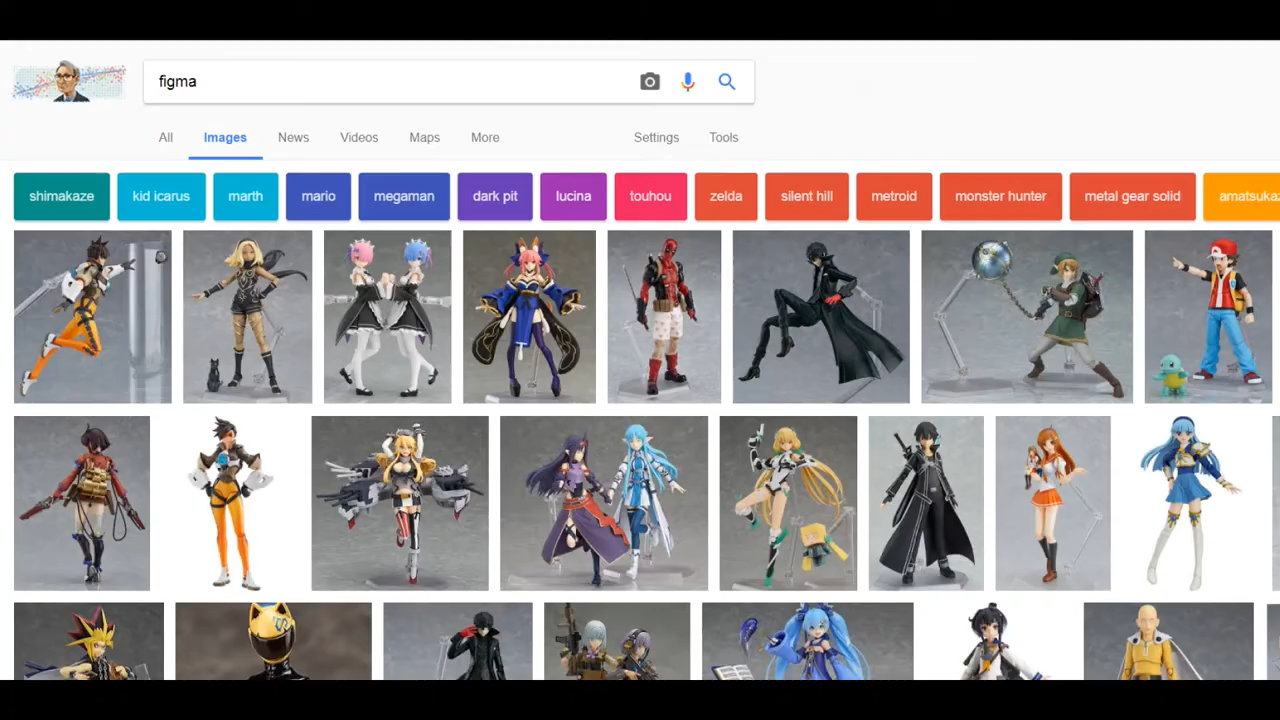 figma
All Images News Videos Maps More Settings Tools
shimakaze kid icarus marth mario megaman dark pit lucina touhou zelda silent hill metroid monster hunter metal gear solid amatsukaz